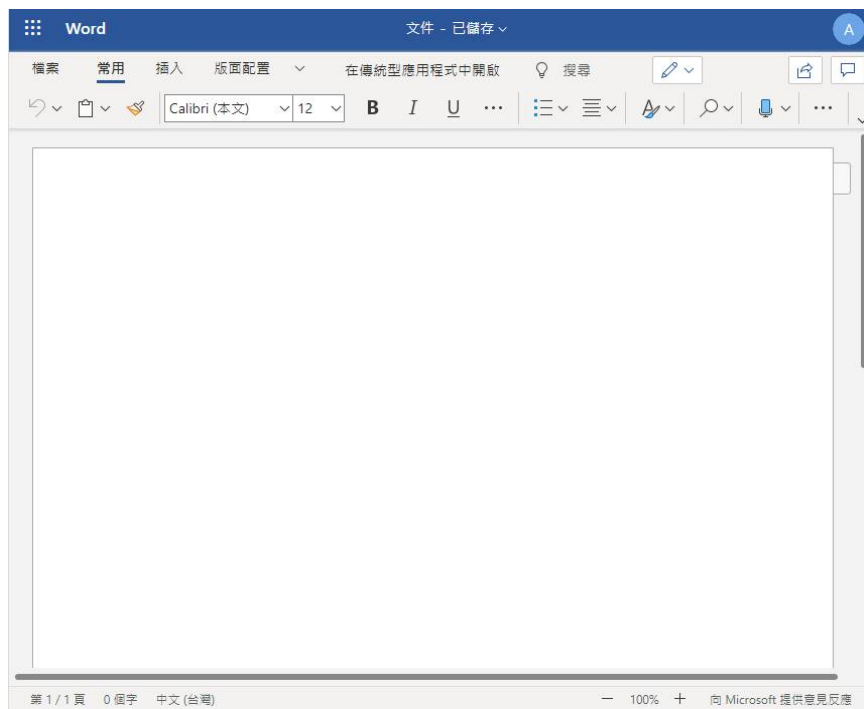 Word 文件 - 已儲存 A
檔案 常用 插入 版面配置 在傳統型應用程式中開啟 搜尋
Calibri (本文) 12 B I U
第 1 / 1 頁 0 個字 中文 (台灣) 100% 向 Microsoft 提供意見反應